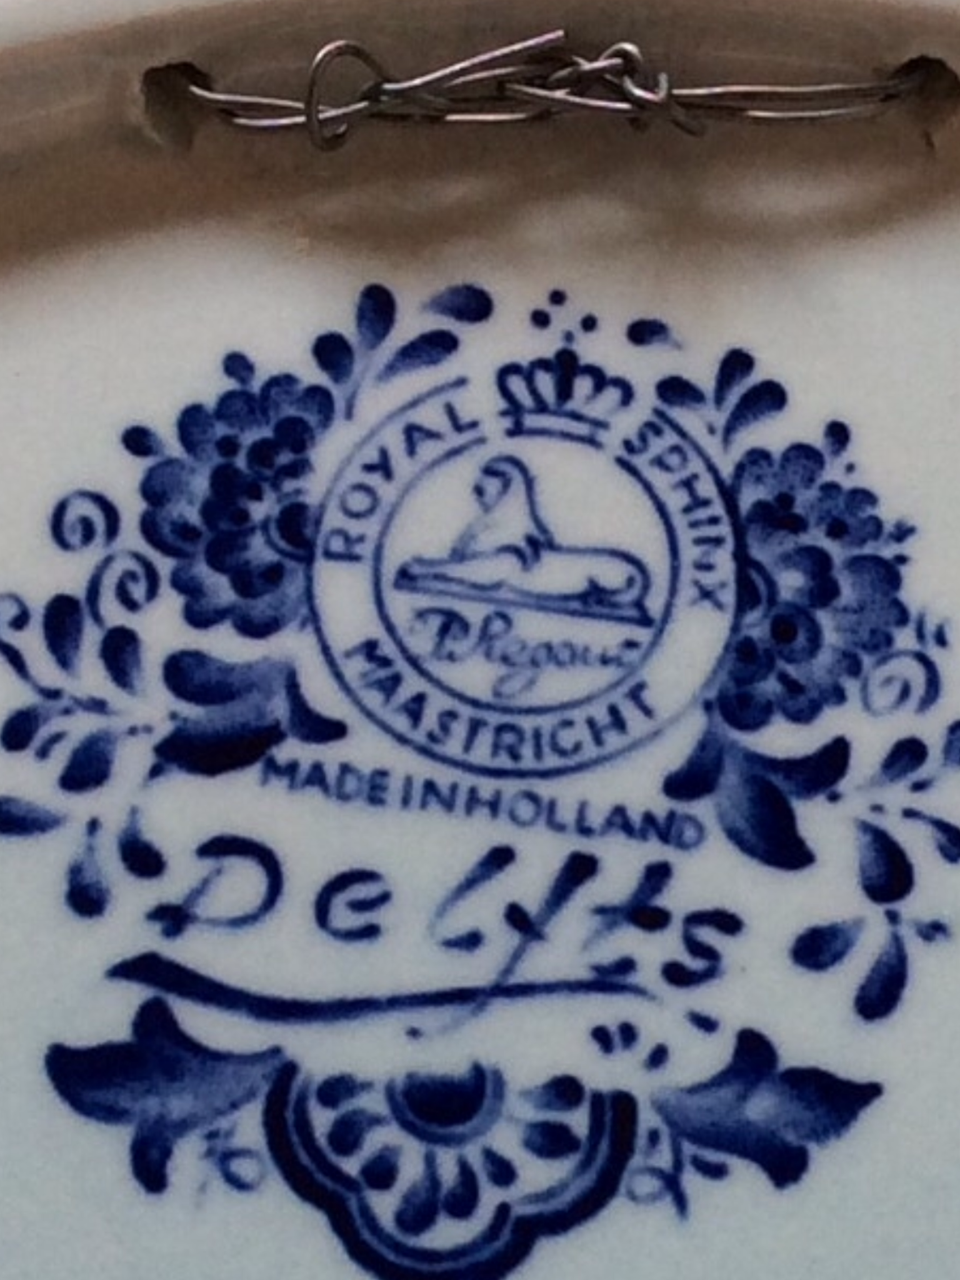 ROYAL SPHINX
P. Regout
MAASTRICHT
MADE IN HOLLAND
Delfts